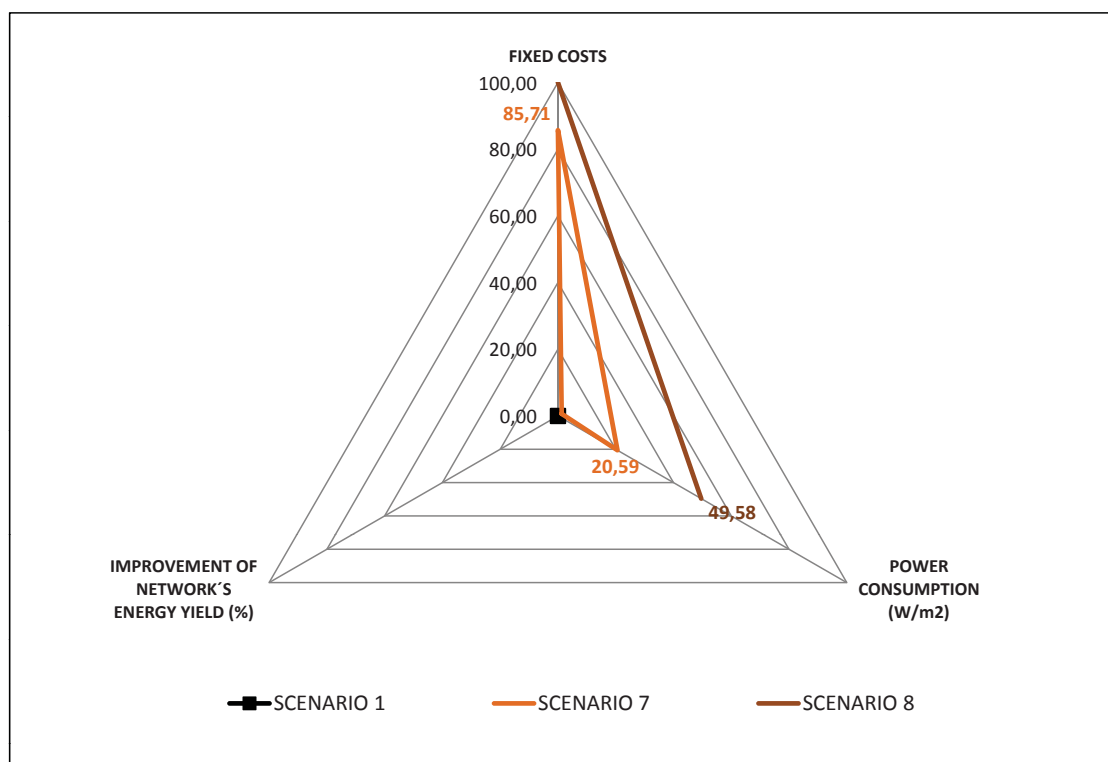 FIXED COSTS
100,00
85,71
80,00
60,00
40,00
20,00
0,00
20,59
49,58
IMPROVEMENT OF
NETWORK´S
ENERGY YIELD (%)
POWER
CONSUMPTION
(W/m2)
SCENARIO 1
SCENARIO 7
SCENARIO 8